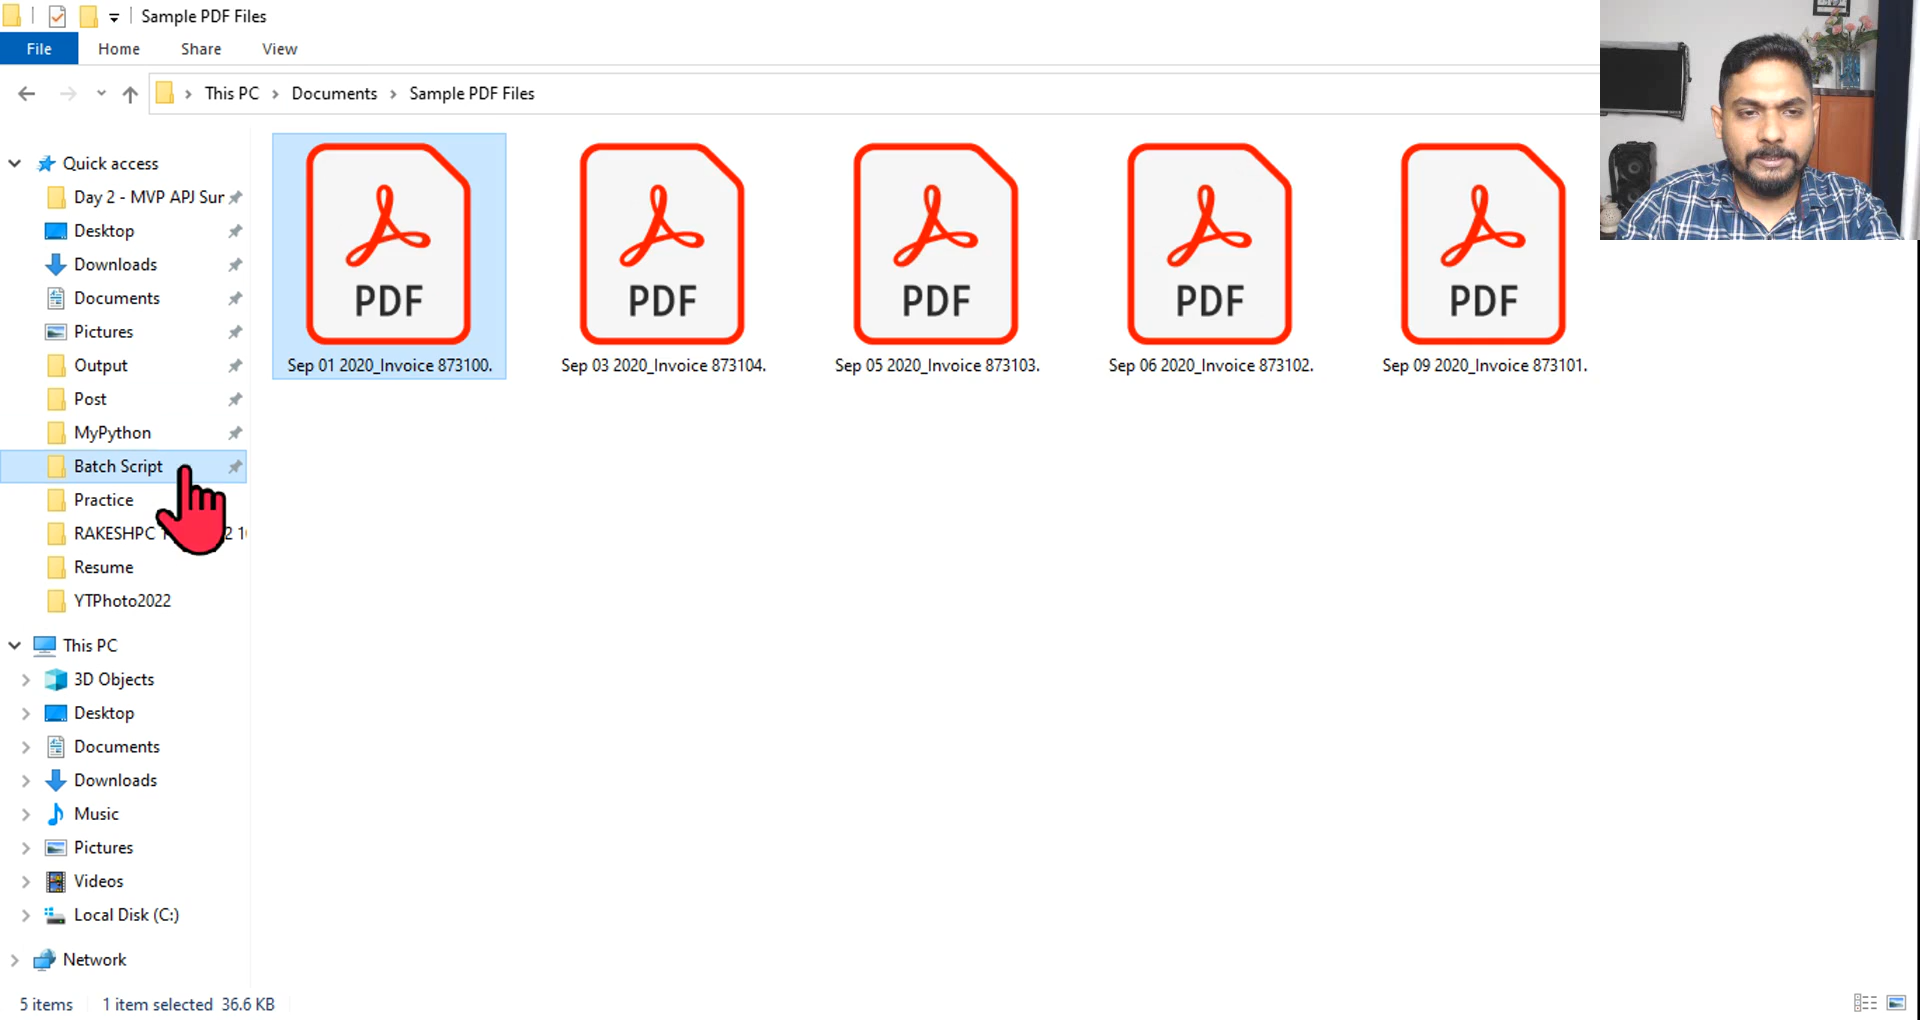 Sample PDF Files
File
Home
Share
View
This PC
Documents
Sample PDF Files
Quick access
Day 2 - MVP APJ Sur
Desktop
Downloads
Documents
Pictures
Output
Post
MyPython
Batch Script
Practice
RAKESHPC
Resume
YTPhoto2022
This PC
3D Objects
Desktop
Documents
Downloads
Music
Pictures
Videos
Local Disk (C:)
Network
PDF
PDF
PDF
PDF
PDF
Sep 01 2020_Invoice 873100.
Sep 03 2020_Invoice 873104.
Sep 05 2020_Invoice 873103.
Sep 06 2020_Invoice 873102.
Sep 09 2020_Invoice 873101.
5 items
1 item selected 36.6 KB